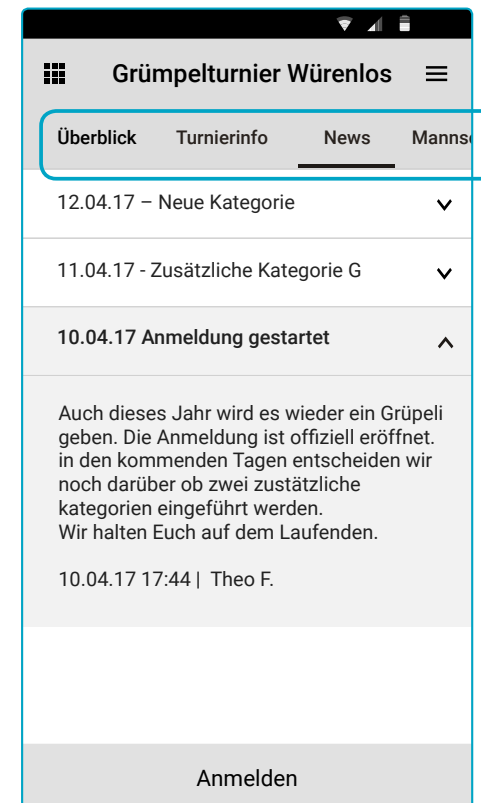 Grümpelturnier Würenlos
Überblick Turnierinfo News Manns
12.04.17 – Neue Kategorie
11.04.17 - Zusätzliche Kategorie G
10.04.17 Anmeldung gestartet
Auch dieses Jahr wird es wieder ein Grüpeli
geben. Die Anmeldung ist offiziell eröffnet.
in den kommenden Tagen entscheiden wir
noch darüber ob zwei zustätzliche
kategorien eingeführt werden.
Wir halten Euch auf dem Laufenden.
10.04.17 17:44 | Theo F.
Anmelden